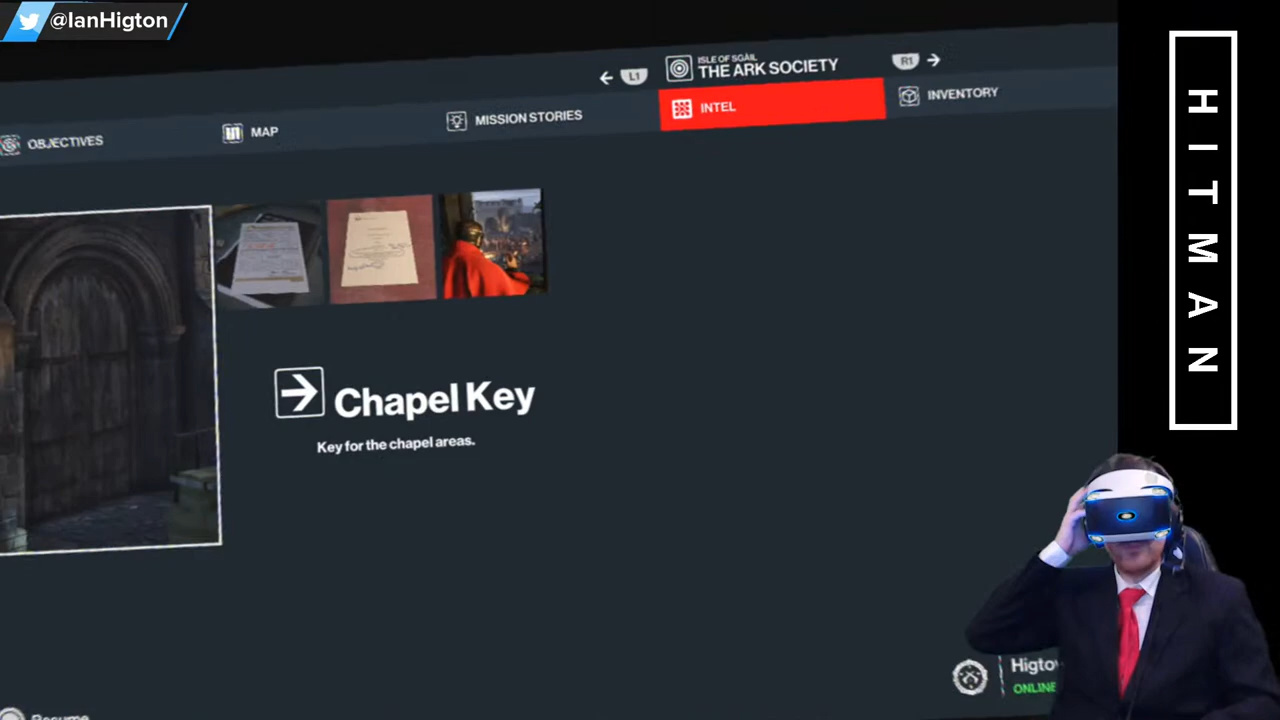 @IanHigton
L1
ISLE OF SGÀIL
THE ARK SOCIETY
R1
OBJECTIVES
MAP
MISSION STORIES
INTEL
INVENTORY
Chapel Key
Key for the chapel areas.
HITMAN
ONLINE
Resume